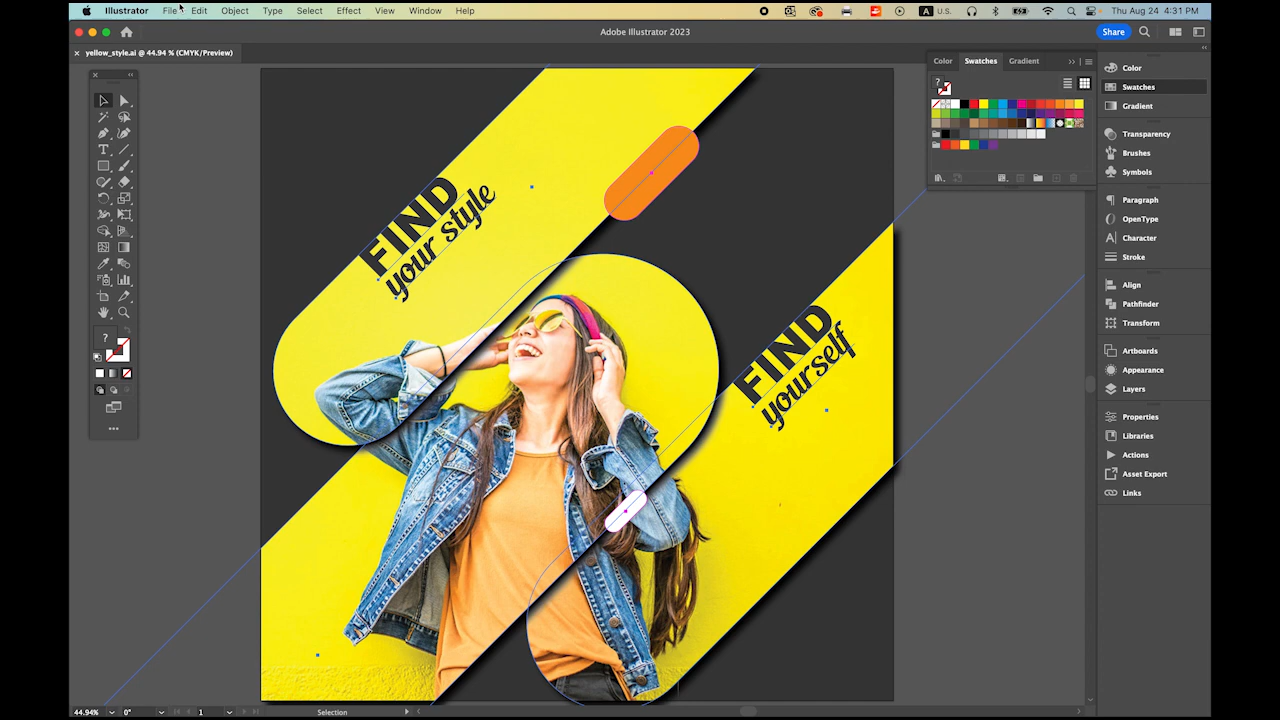 Illustrator File Edit Object Type Select Effect View Window Help
A U.S. Thu Aug 24 4:31 PM
Adobe Illustrator 2023
Share
× yellow_style.ai @ 44.94 % (CMYK/Preview)
Color Swatches Gradient
Color
Swatches
Gradient
Transparency
Brushes
Symbols
Paragraph
OpenType
Character
Stroke
Align
Pathfinder
Transform
Artboards
Appearance
Layers
Properties
Libraries
Actions
Asset Export
Links
FIND
your style
FIND
yourself
44.94% 0° 1 Selection